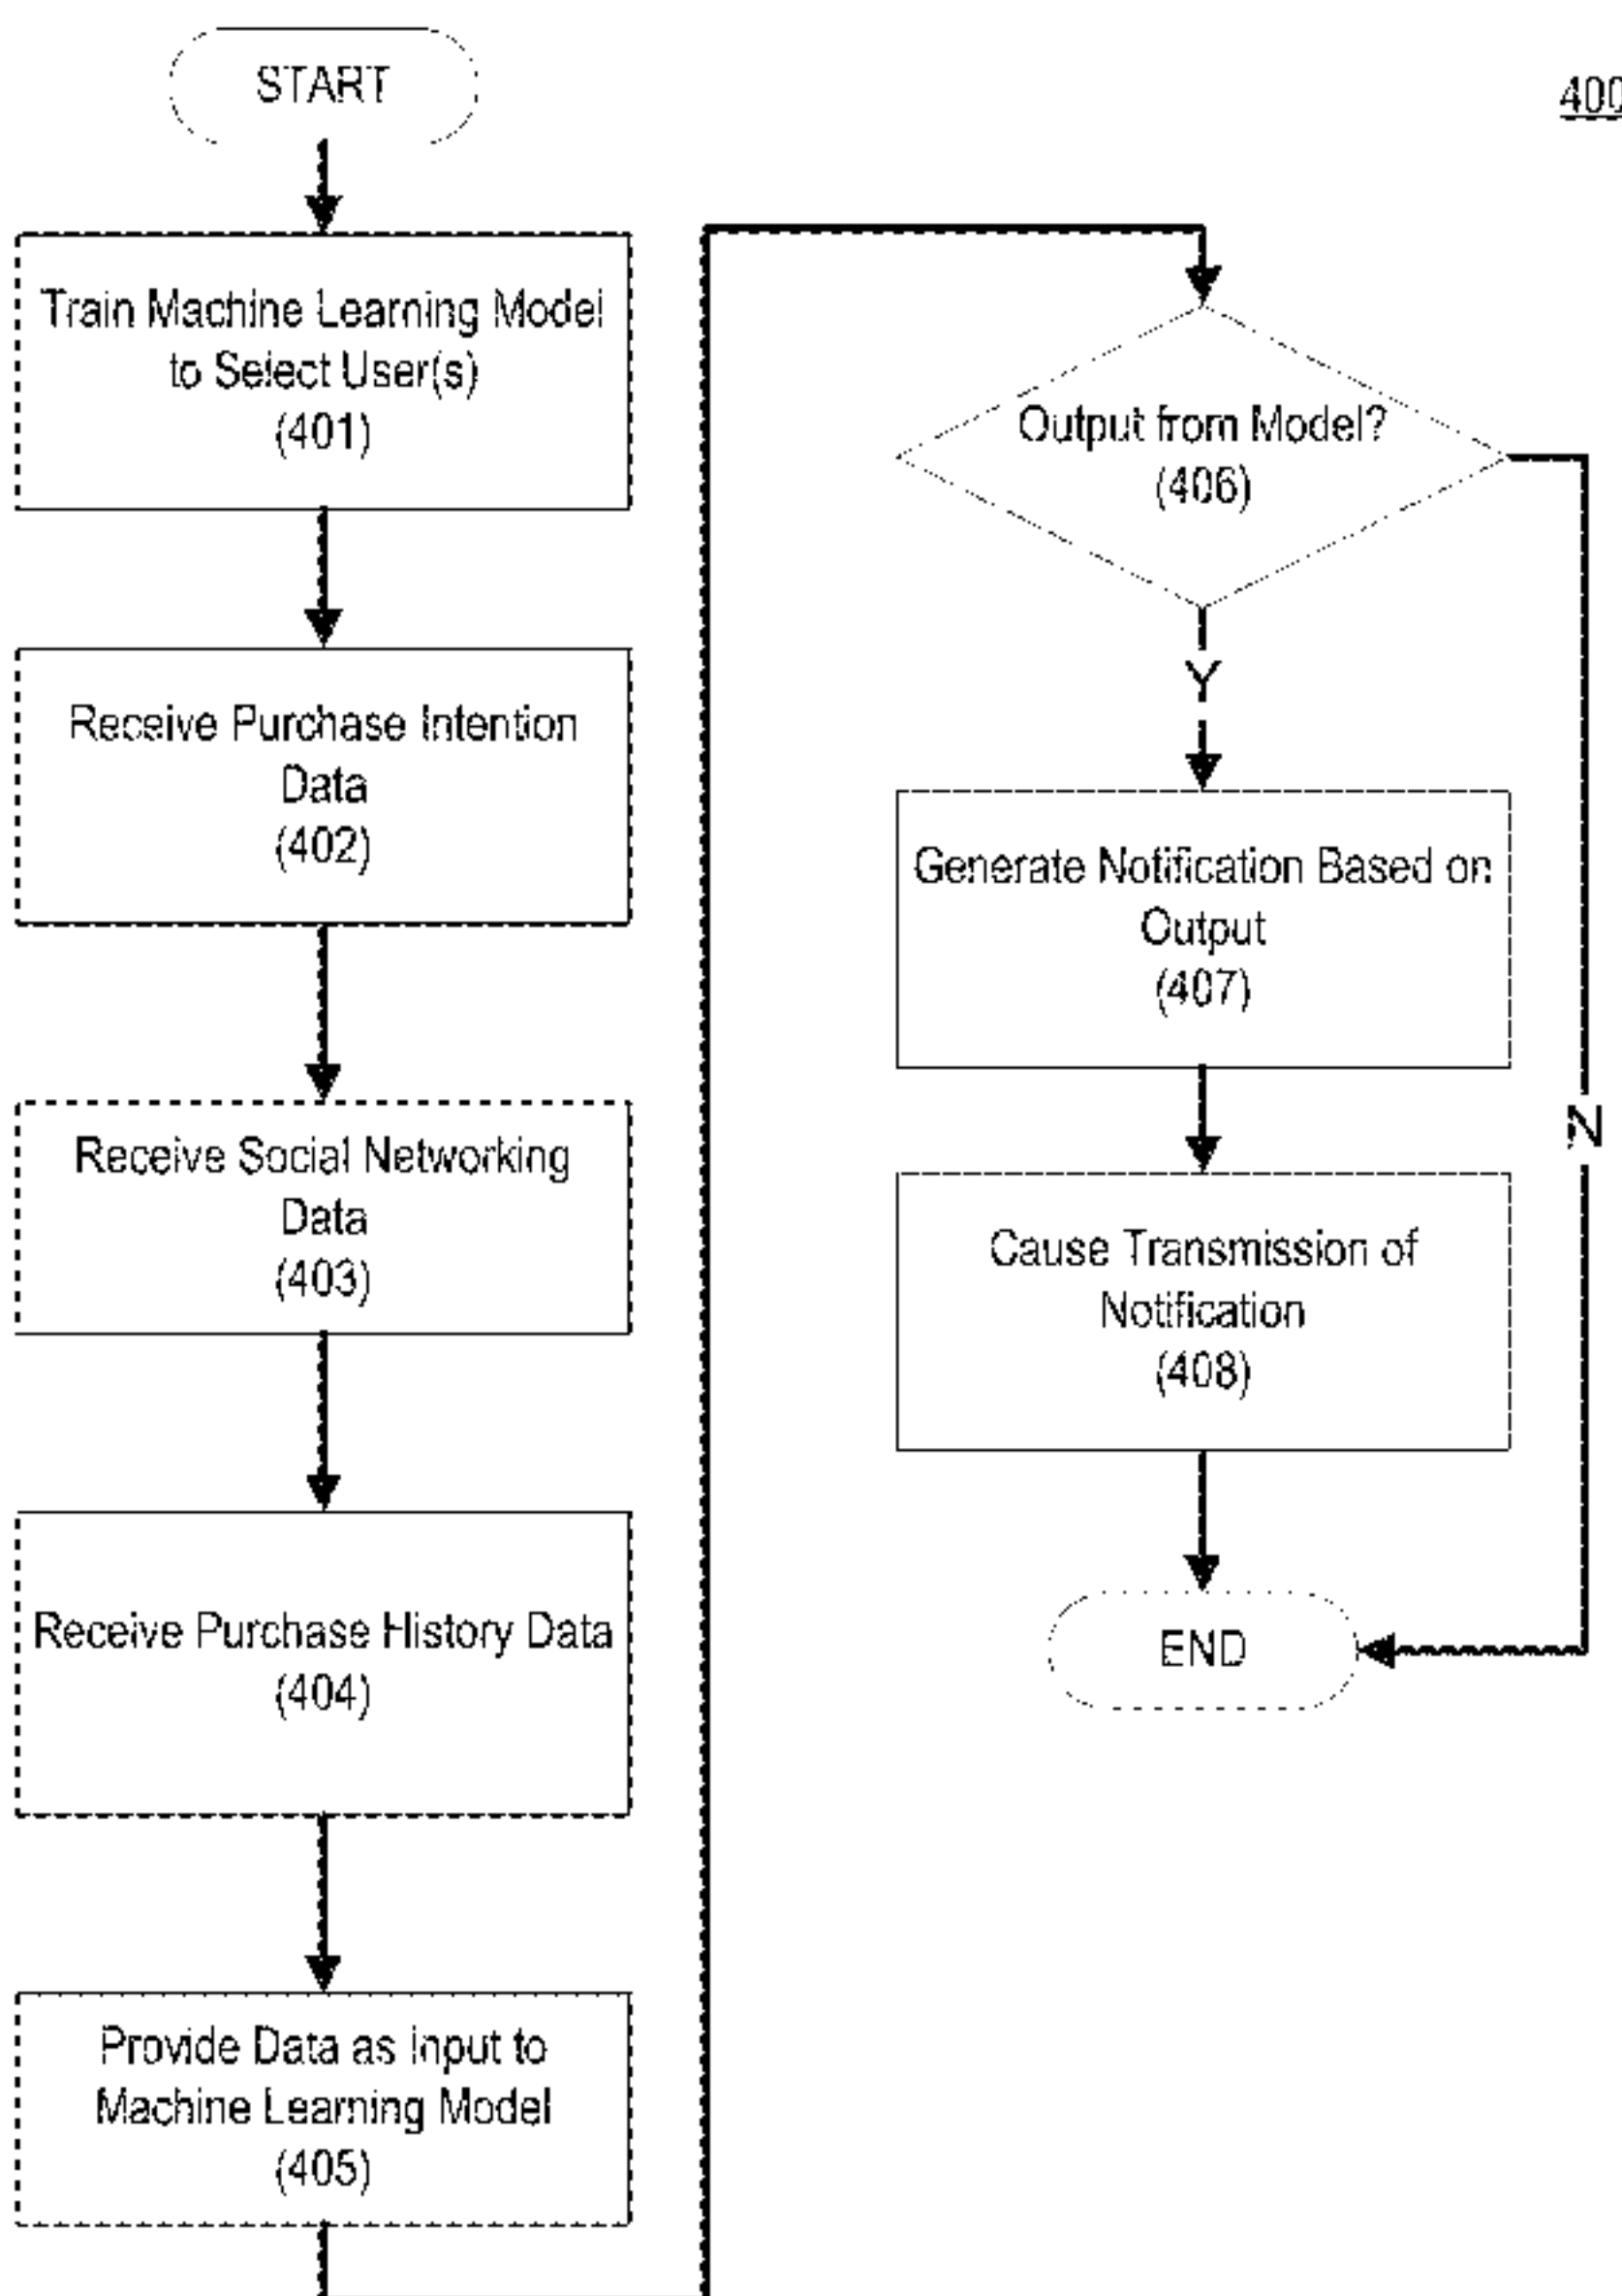 START
400
Train Machine Learning Model
to Select User(s)
(401)
Receive Purchase Intention
Data
(402)
Receive Social Networking
Data
(403)
Receive Purchase History Data
(404)
Provide Data as Input to
Machine Learning Model
(405)
Output from Model?
(406)
Y
Generate Notification Based on
Output
(407)
N
Cause Transmission of
Notification
(408)
END